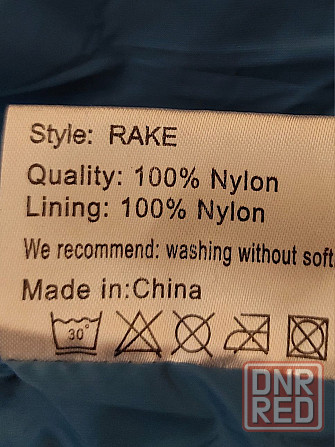 Style: RAKE
Quality: 100% Nylon
Lining: 100% Nylon
We recommend: washing without soft
Made in:China
30°
DNR
RED